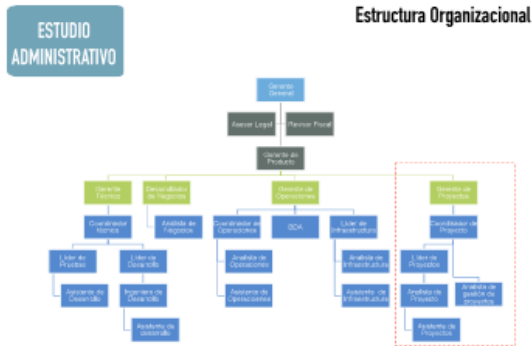 ESTUDIO
ADMINISTRATIVO
Estructura Organizacional
Gerente
General
Asesor Legal
Revisor Fiscal
Gerente de
Producto
Gerente
Técnico
Desarrollador
de Negocios
Gerente de
Operaciones
Gerente de
Proyectos
Coordinador
técnico
Analista de
Negocios
Coordinador de
Operaciones
Líder de
Infraestructura
Coordinador de
Proyecto
Líder de
Pruebas
Líder de
Desarrollo
Analista de
Operaciones
Analista de
Infraestructura
Líder de
Proyectos
Asistente de
Desarrollo
Ingeniero de
Desarrollo
Asistente de
Operaciones
Asistente de
Infraestructura
Analista de
Proyecto
Analista de
gestión de
proyectos
Asistente de
desarrollo
Asistente de
Proyectos